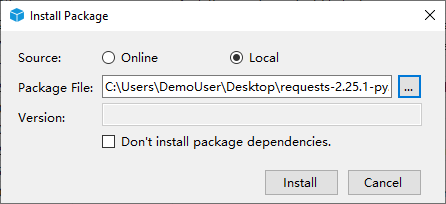 Install Package
Source: Online Local
Package File: C:\Users\DemoUser\Desktop\requests-2.25.1-py ...
Version:
Don't install package dependencies.
Install Cancel